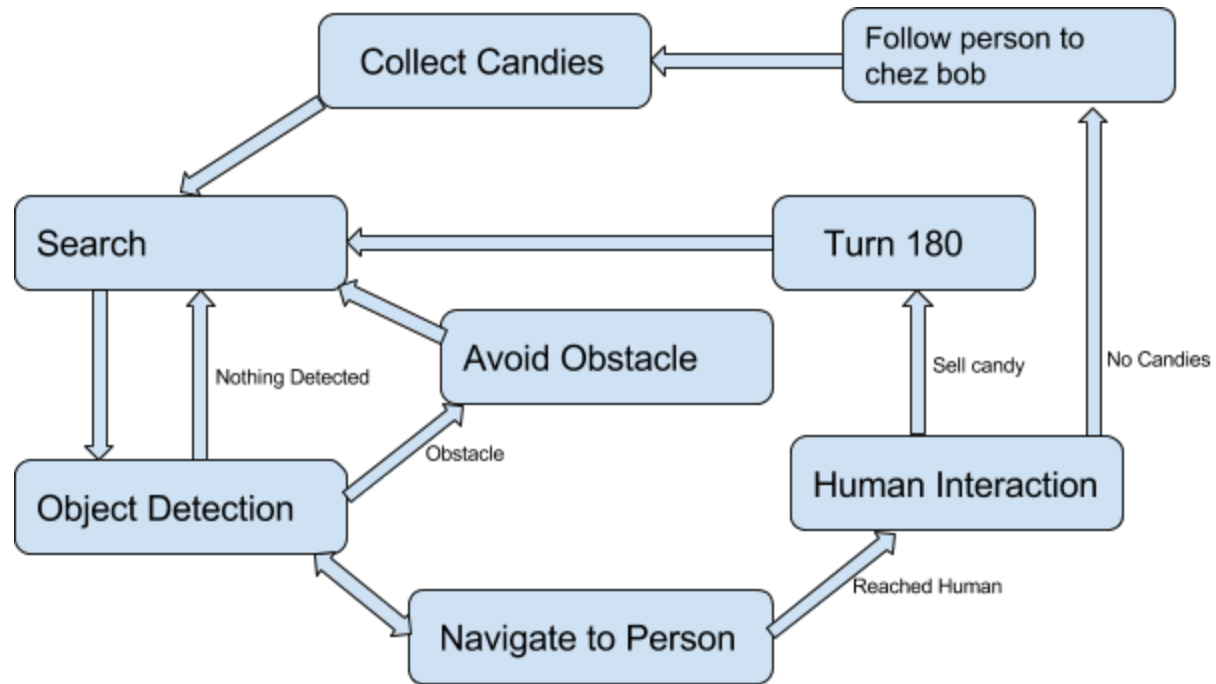 Collect Candies
Follow person to
chez bob
Search
Turn 180
Avoid Obstacle
Nothing Detected
Sell candy
No Candies
Obstacle
Object Detection
Human Interaction
Reached Human
Navigate to Person